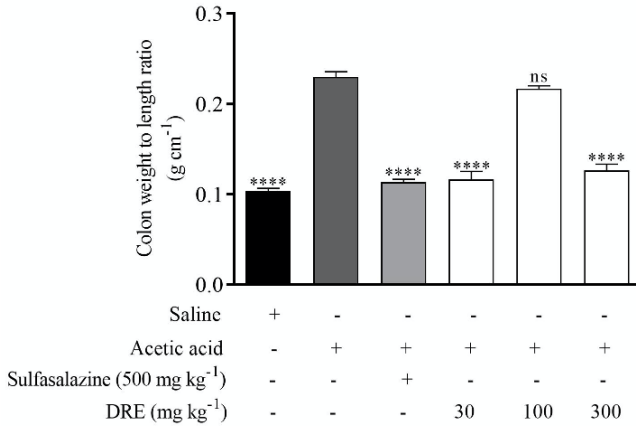 Colon weight to length ratio
(g cm⁻¹)
0.3
0.2
0.1
0.0
**** **** **** ns ****
Saline + - - - - -
Acetic acid - + + + + +
Sulfasalazine (500 mg kg⁻¹) - - + - - -
DRE (mg kg⁻¹) - - - 30 100 300